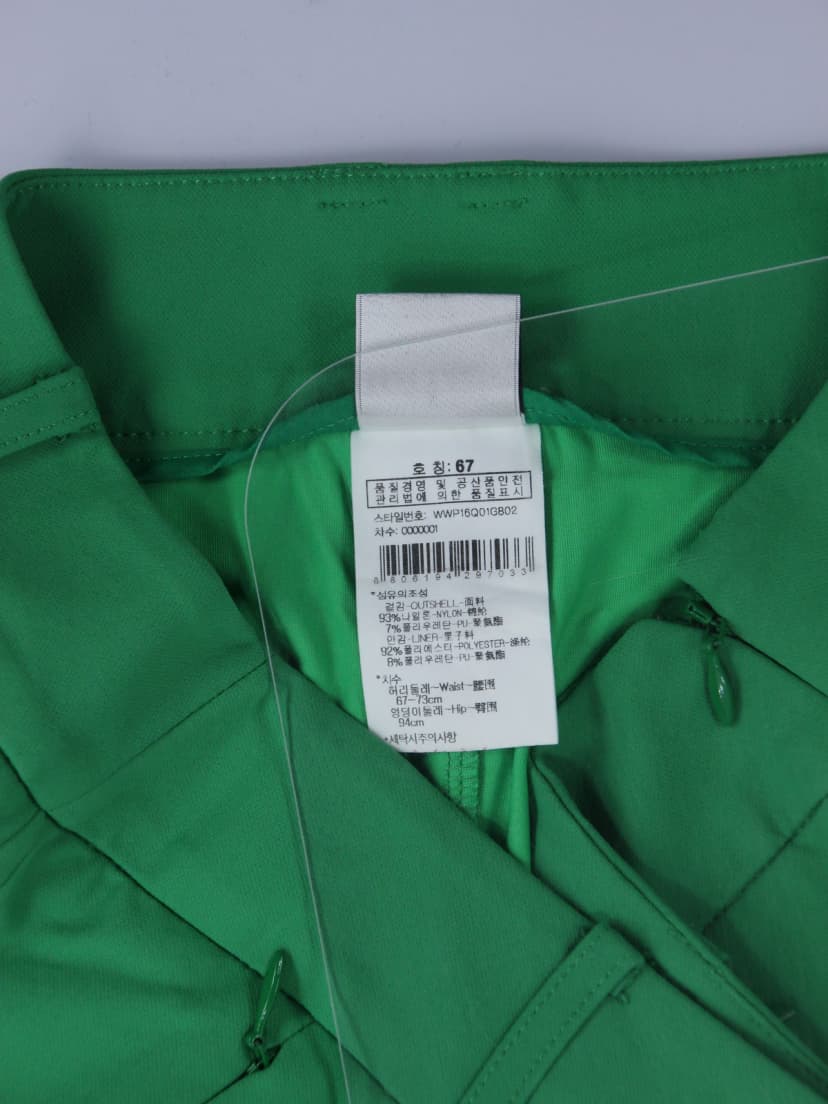 호 칭: 67
품질경영 및 공산품안전
관리법에 의한 품질표시
스타일번호: WWP16Q01GB02
차수: 0000001
8 806194 297033
*섬유의조성
겉감-OUTSHELL-面料
93%나일론-NYLON-锦纶
7%폴리우레탄-PU-聚氨酯
안감-LINER-里子料
92%폴리에스터-POLYESTER-涤纶
8%폴리우레탄-PU-聚氨酯
*치수
허리둘레-Waist-腰围
67-73cm
엉덩이둘레-Hip-臀围
94cm
*세탁시주의사항